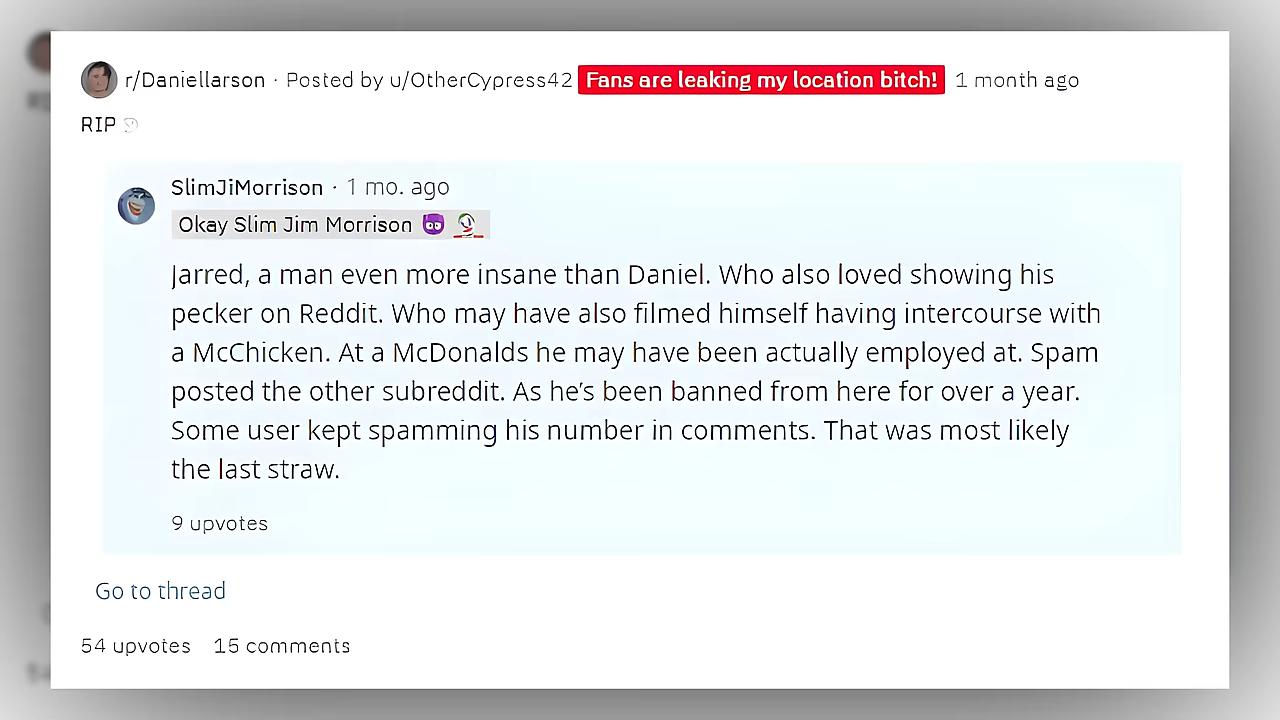 r/Daniellarson · Posted by u/OtherCypress42 Fans are leaking my location bitch! 1 month ago
RIP
SlimJiMorrison · 1 mo. ago
Okay Slim Jim Morrison
Jarred, a man even more insane than Daniel. Who also loved showing his
pecker on Reddit. Who may have also filmed himself having intercourse with
a McChicken. At a McDonalds he may have been actually employed at. Spam
posted the other subreddit. As he’s been banned from here for over a year.
Some user kept spamming his number in comments. That was most likely
the last straw.
9 upvotes
Go to thread
54 upvotes 15 comments